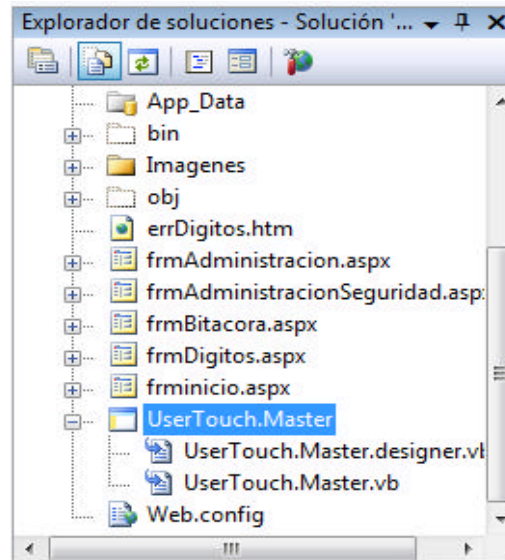 Explorador de soluciones - Solución '...
App_Data
bin
Imagenes
obj
errDigitos.htm
frmAdministracion.aspx
frmAdministracionSeguridad.asp
frmBitacora.aspx
frmDigitos.aspx
frminicio.aspx
UserTouch.Master
UserTouch.Master.designer.vb
UserTouch.Master.vb
Web.config